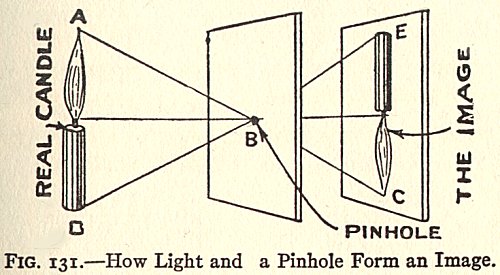 A
REAL CANDLE
D
B
PINHOLE
E
C
THE IMAGE
FIG. 131.—How Light and a Pinhole Form an Image.